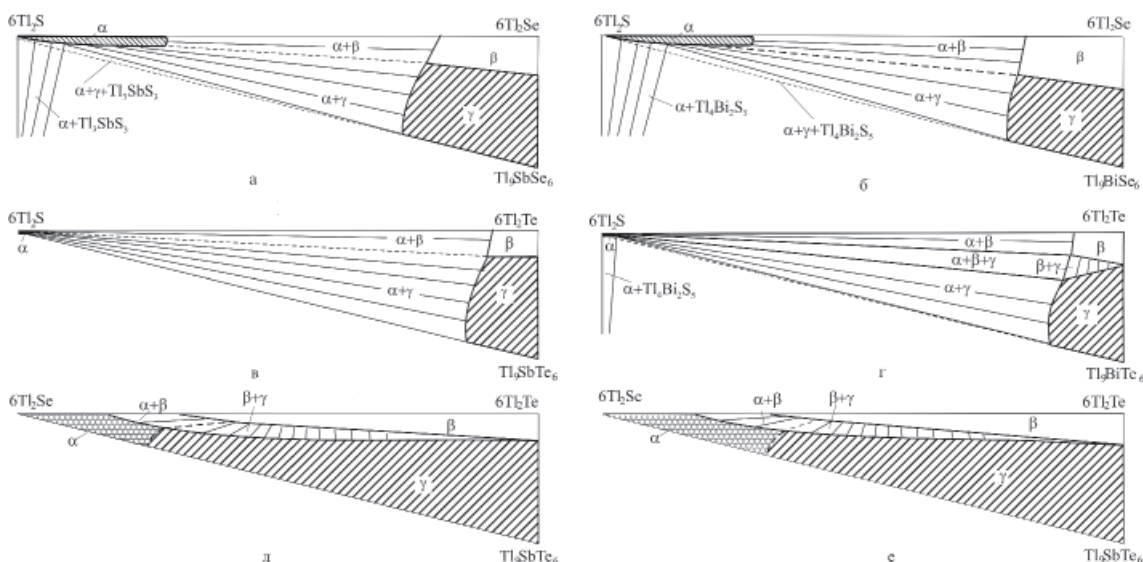 6Tl₂S
α
6Tl₂Se
α+β
β
α+γ+Tl₃SbS₃
α+γ
γ
α+Tl₃SbS₃
Tl₉SbSe₆
а
6Tl₂S
α
6Tl₂Se
α+β
β
α+Tl₄Bi₂S₅
α+γ
γ
α+γ+Tl₄Bi₂S₅
Tl₉BiSe₆
б
6Tl₂S
6Tl₂Te
α
α+β
β
α+γ
γ
Tl₉SbTe₆
в
6Tl₂S
6Tl₂Te
α
α+β
β
α+β+γ
β+γ
α+Tl₄Bi₂S₅
α+γ
γ
Tl₉BiTe₆
г
6Tl₂Se
α+β
β+γ
6Tl₂Te
α
β
γ
Tl₉SbTe₆
д
6Tl₂Se
α+β
β+γ
6Tl₂Te
α
β
γ
Tl₉SbTe₆
е